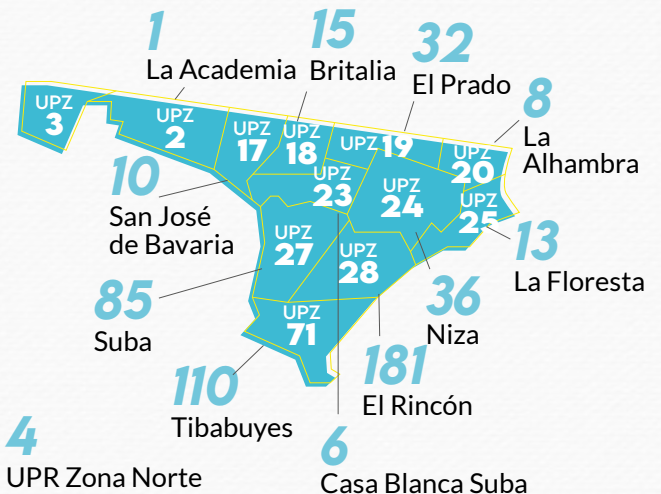 1
La Academia
15
Britalia
32
El Prado
8
La
Alhambra
UPZ
3
UPZ
2
UPZ
17
UPZ
18
UPZ 19
UPZ
20
UPZ
23
UPZ
24
UPZ
25
10
San José
de Bavaria
UPZ
27
UPZ
28
13
La Floresta
85
Suba
UPZ
71
36
Niza
110
Tibabuyes
181
El Rincón
4
UPR Zona Norte
6
Casa Blanca Suba